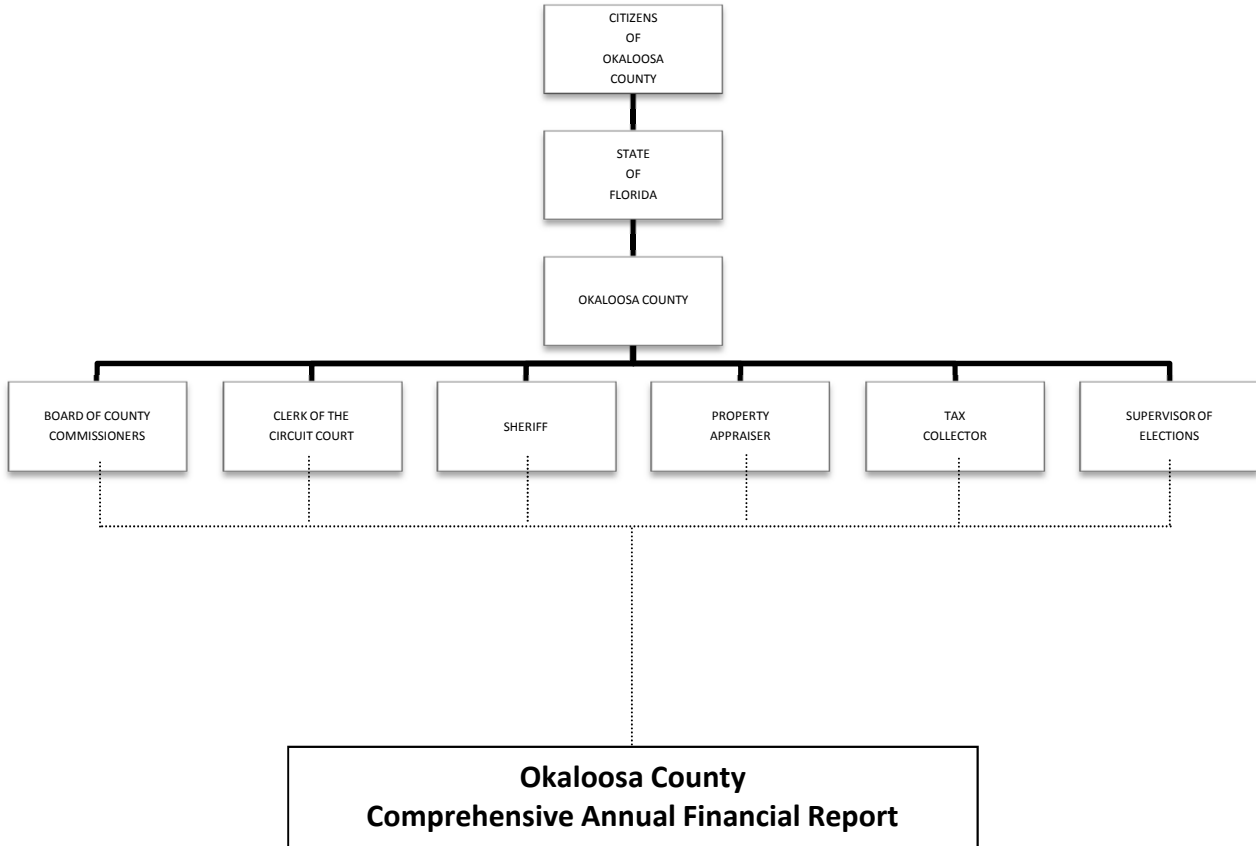 CITIZENS
OF
OKALOOSA
COUNTY
STATE
OF
FLORIDA
OKALOOSA COUNTY
BOARD OF COUNTY
COMMISSIONERS
CLERK OF THE
CIRCUIT COURT
SHERIFF
PROPERTY
APPRAISER
TAX
COLLECTOR
SUPERVISOR OF
ELECTIONS
Okaloosa County
Comprehensive Annual Financial Report